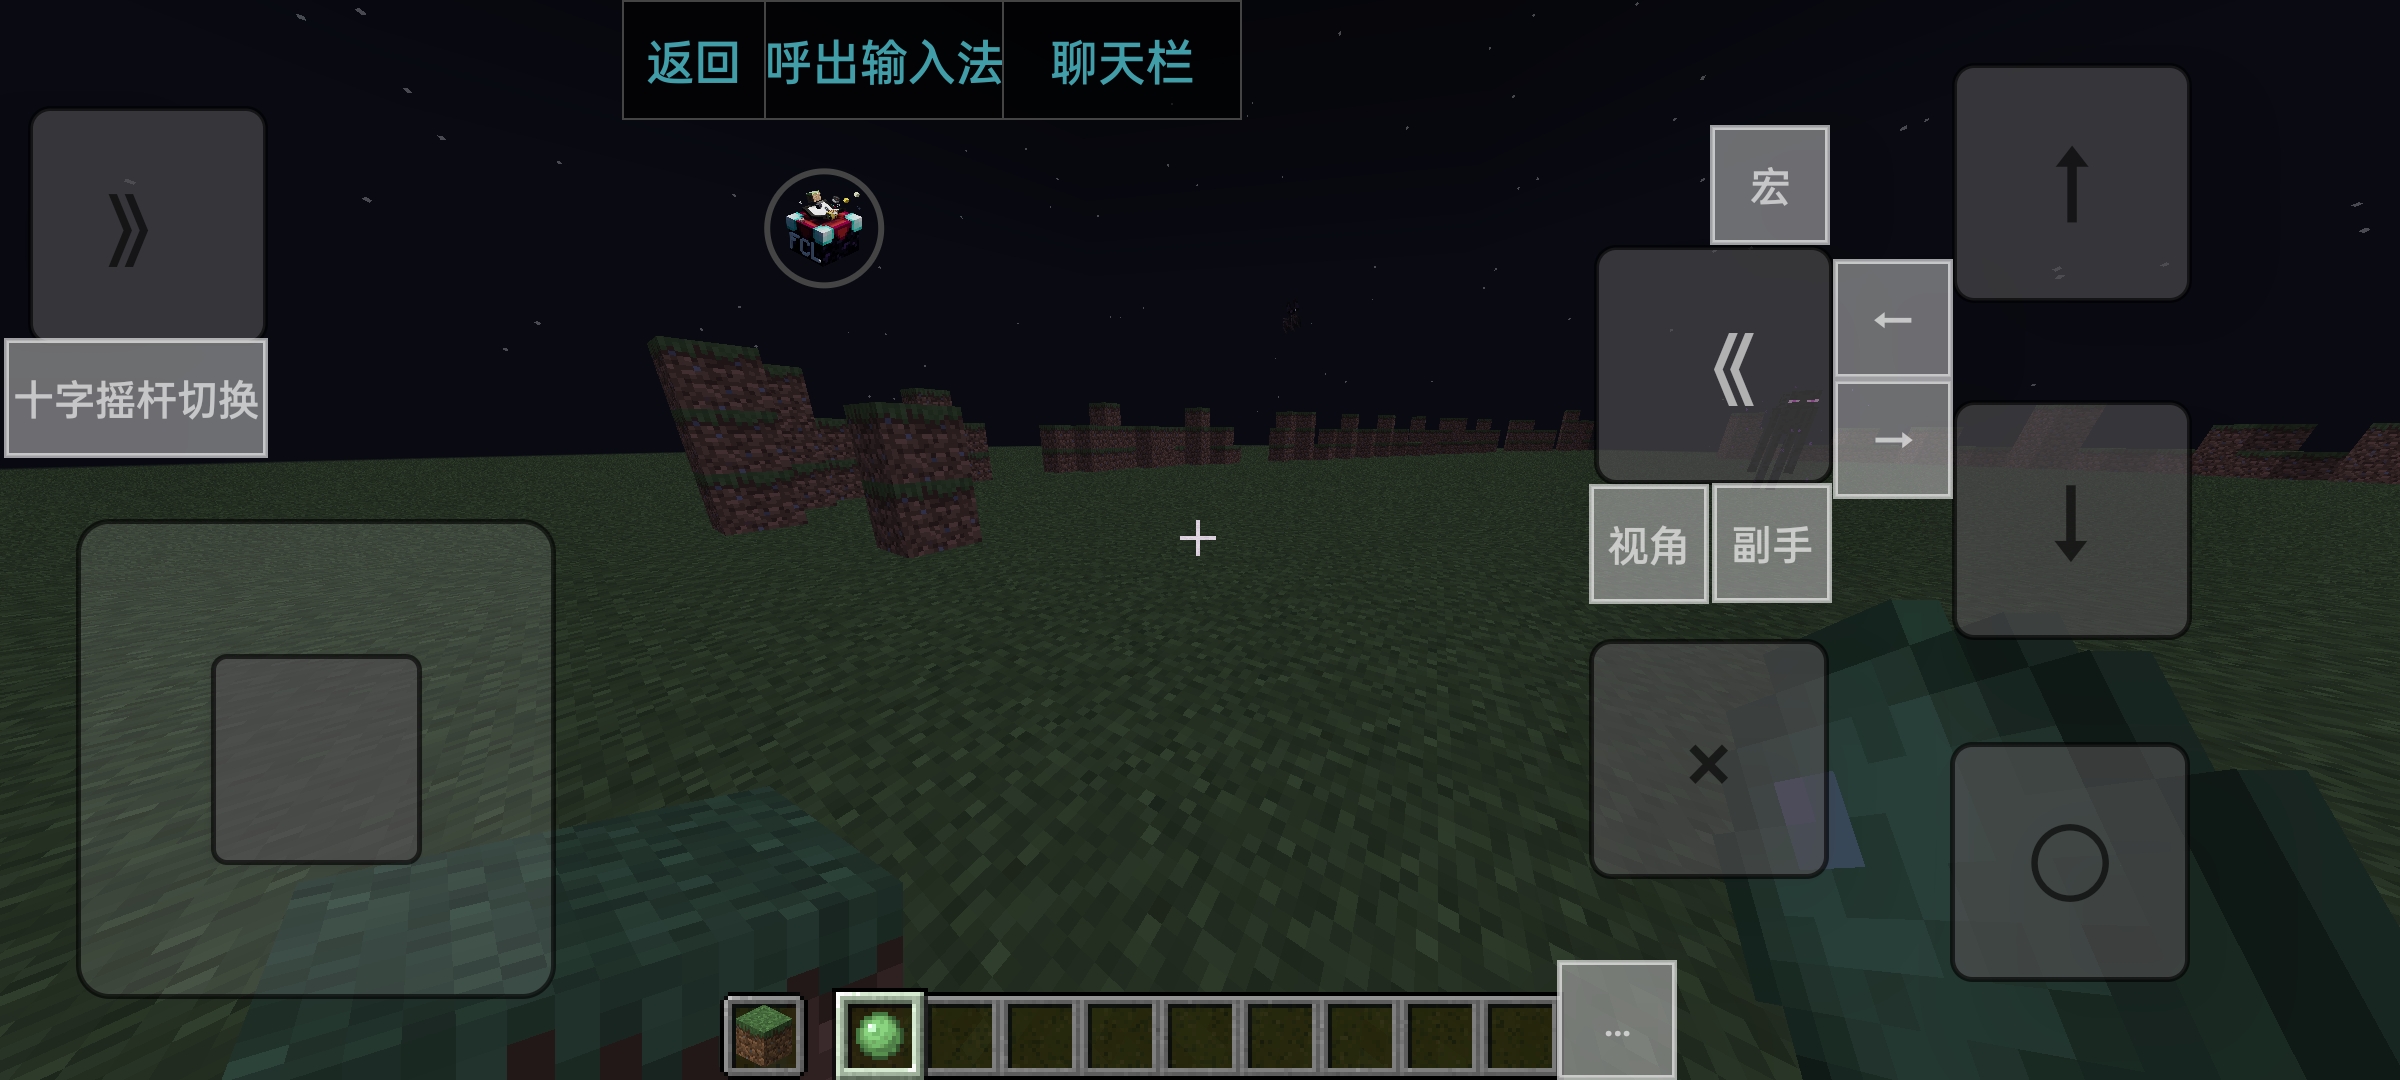 返回 呼出输入法 聊天栏
宏
FCL
←
十字摇杆切换
→
视角 副手
...